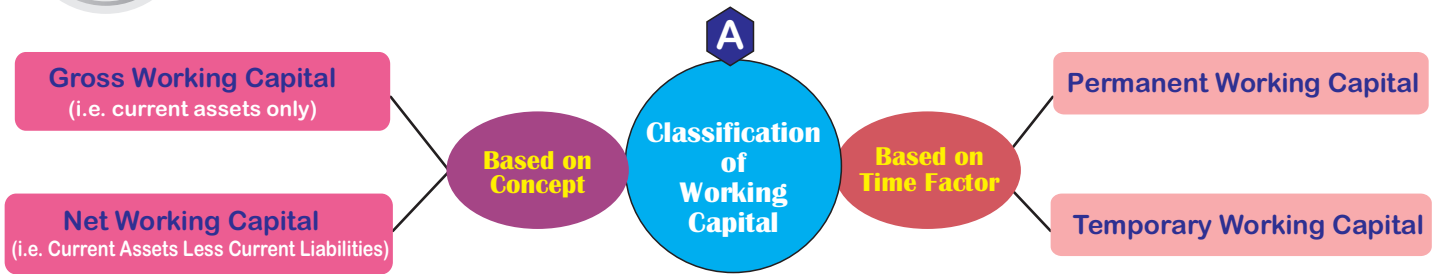 A
Gross Working Capital
(i.e. current assets only)
Net Working Capital
(i.e. Current Assets Less Current Liabilities)
Based on
Concept
Classification
of
Working
Capital
Based on
Time Factor
Permanent Working Capital
Temporary Working Capital